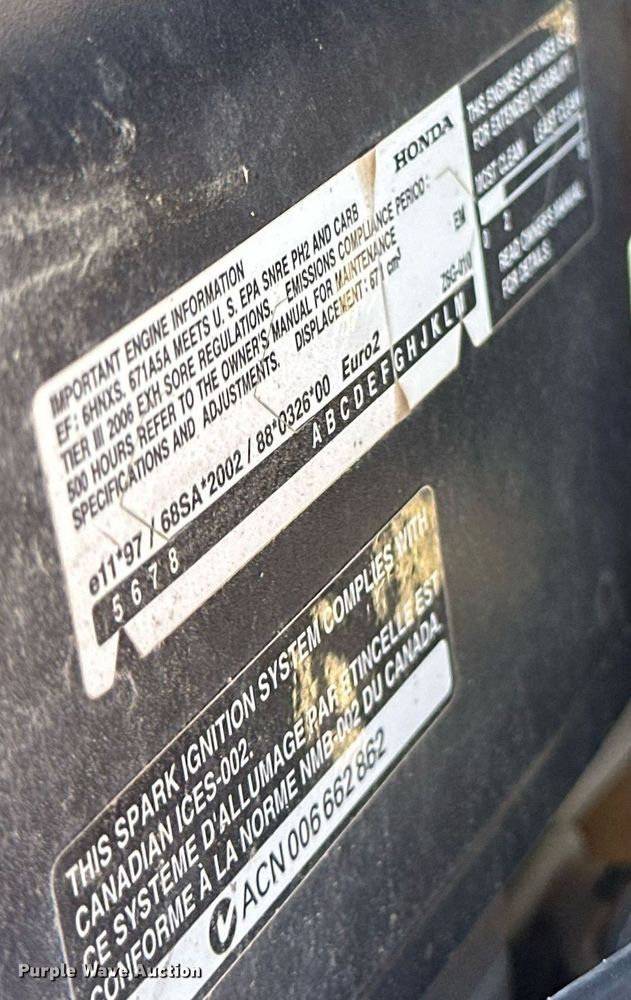 IMPORTANT ENGINE INFORMATION
EF: 6HNXS. 671A5A MEETS U. S. EPA SNRE PH2 AND CARB
TIER III 2006 EXH SORE REGULATIONS. EMISSIONS COMPLIANCE PERIOD:
500 HOURS REFER TO THE OWNER'S MANUAL FOR MAINTENANCE
SPECIFICATIONS AND ADJUSTMENTS. DISPLACEMENT: 671 cm3
e11*97 / 68SA*2002 / 88*0326*00 Euro2
5 6 7 8 A B C D E F G H J K L M
HONDA
EM
Z6G-010
THIS ENGINE'S AIR INDEX IS
FOR EXTENDED DURABILITY
MOST CLEAN LEAST CLEAN
0 2
READ OWNERS MANUAL
FOR DETAILS.
THIS SPARK IGNITION SYSTEM COMPLIES WITH
CANADIAN ICES-002.
CE SYSTÈME D'ALLUMAGE PAR ÉTINCELLE EST
CONFORME À LA NORME NMB-002 DU CANADA.
ACN 006 662 862
Purple Wave Auction